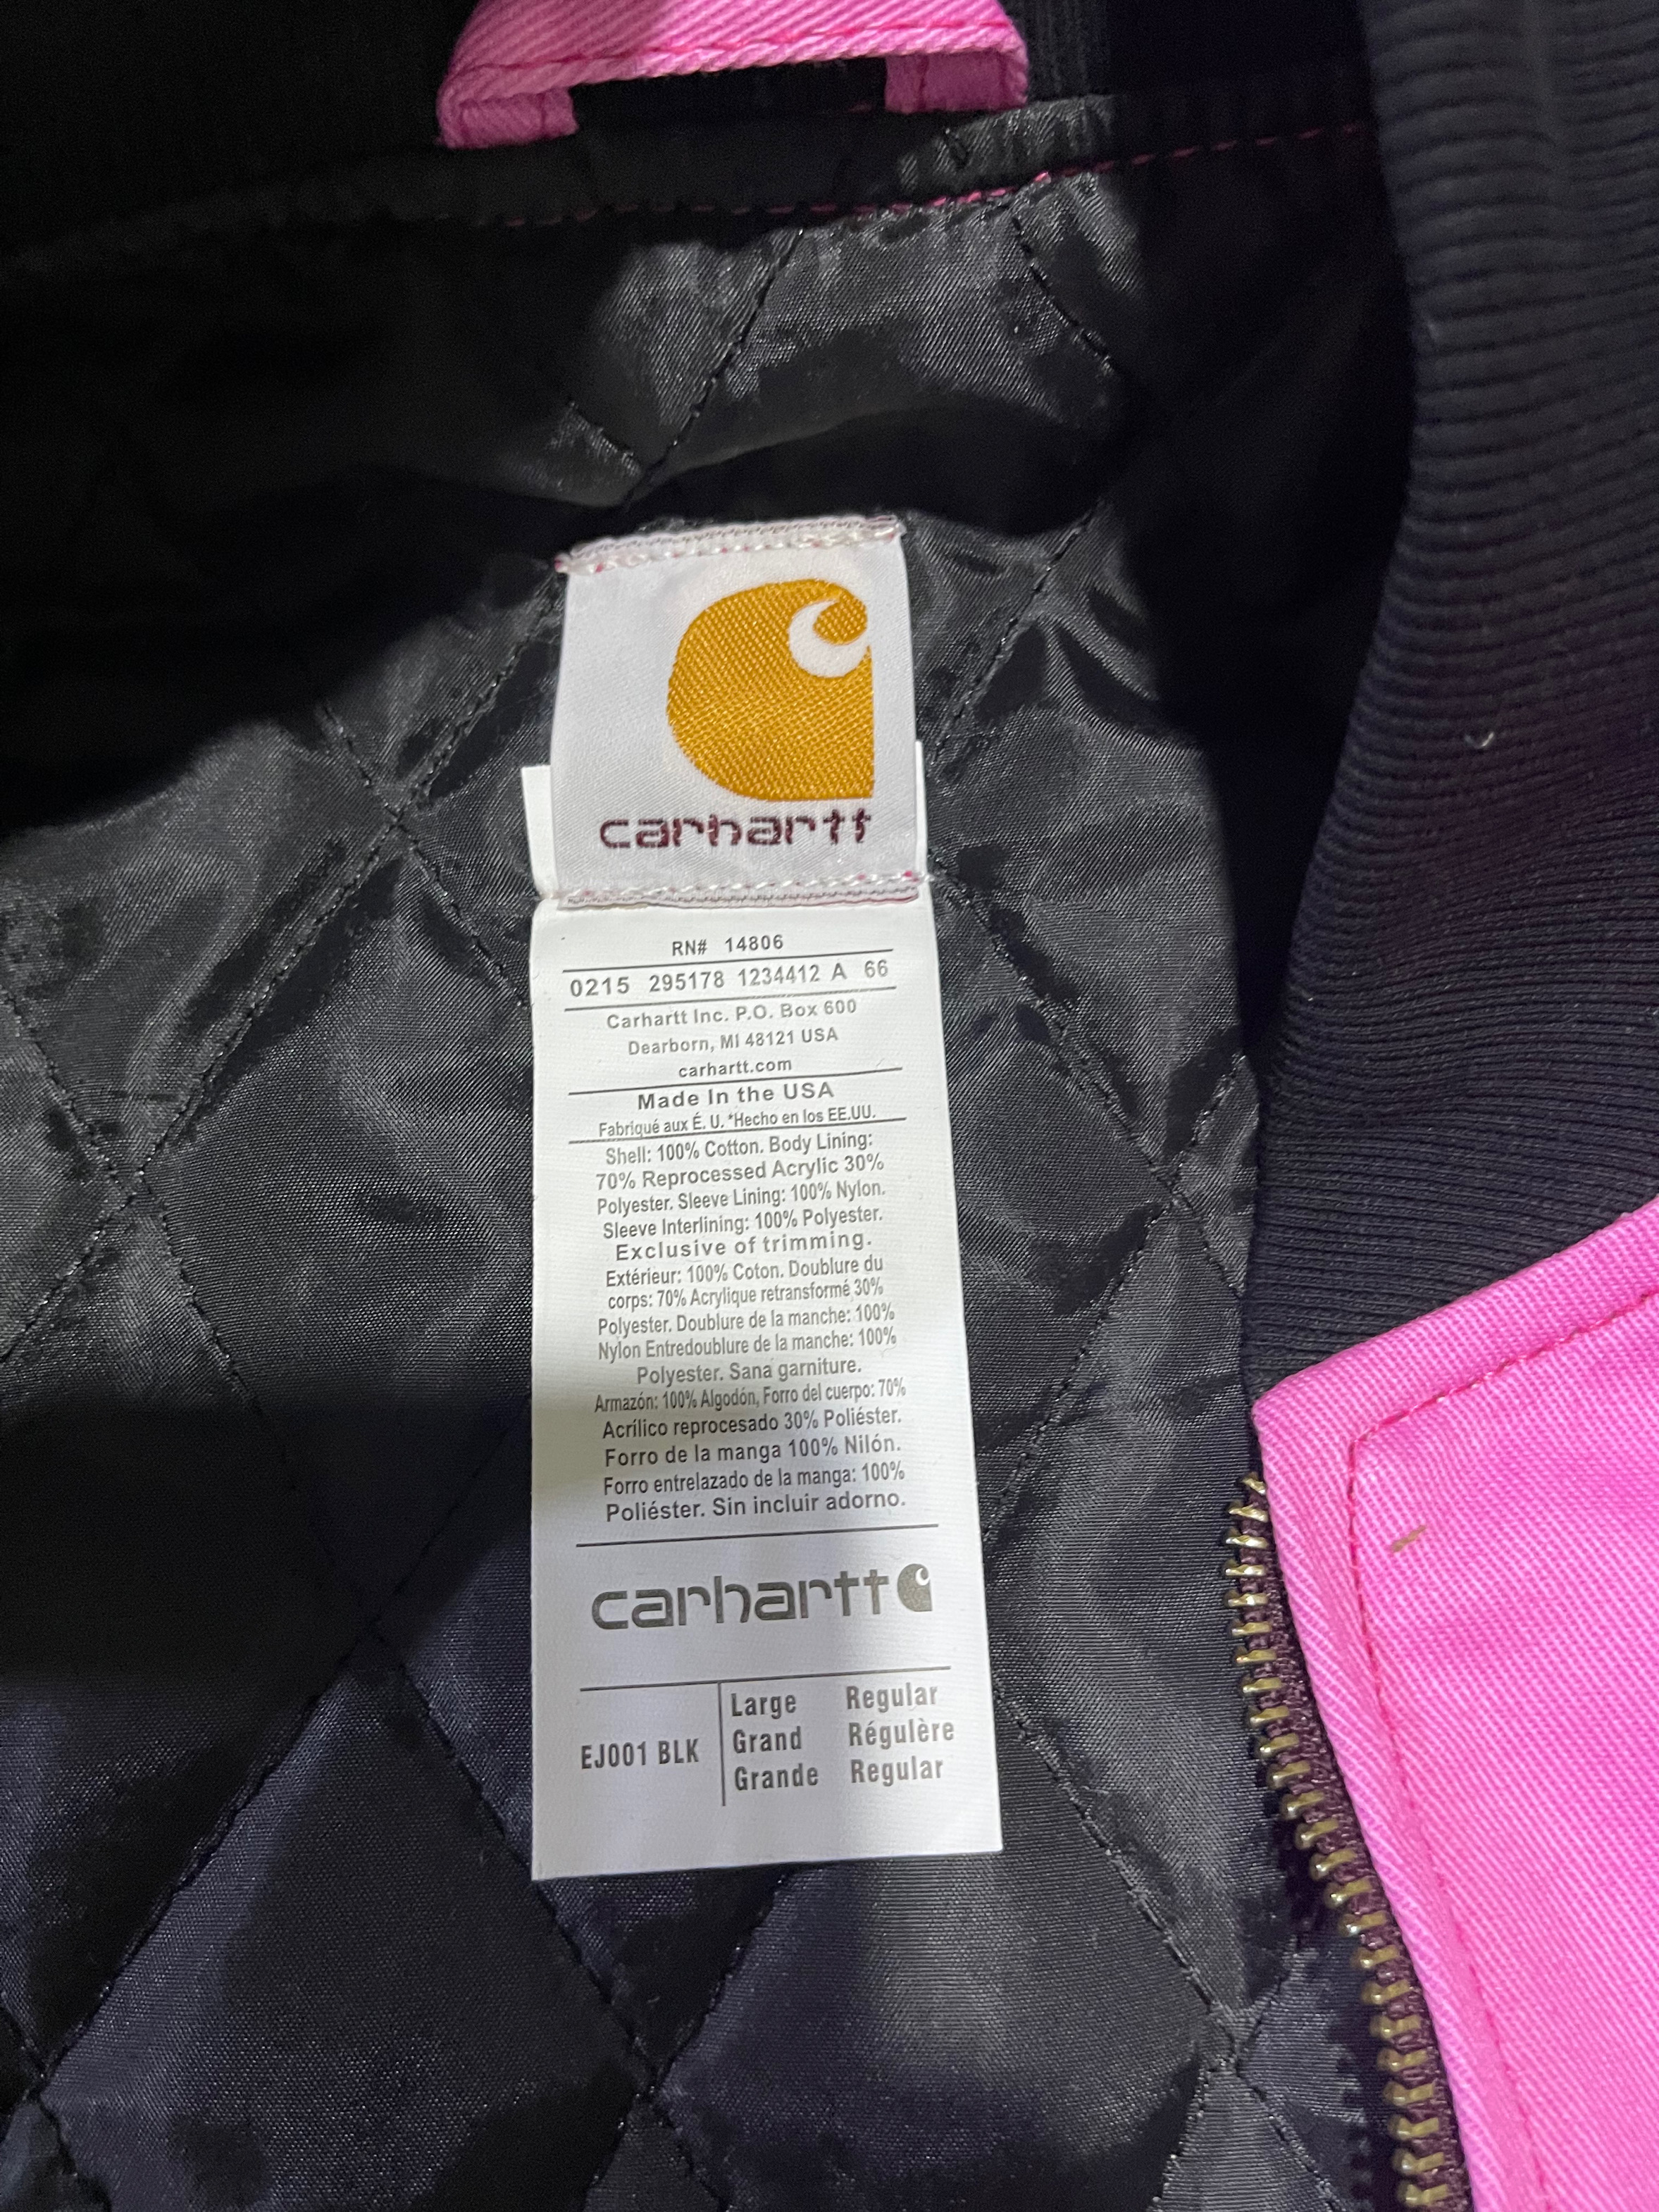 carhartt
RN# 14806
0215 295178 1234412 A 66
Carhartt Inc. P.O. Box 600
Dearborn, MI 48121 USA
carhartt.com
Made In the USA
Fabriqué aux É. U. *Hecho en los EE.UU.
Shell: 100% Cotton. Body Lining:
70% Reprocessed Acrylic 30%
Polyester. Sleeve Lining: 100% Nylon.
Sleeve Interlining: 100% Polyester.
Exclusive of trimming.
Extérieur: 100% Coton. Doublure du
corps: 70% Acrylique retransformé 30%
Polyester. Doublure de la manche: 100%
Nylon Entredoublure de la manche: 100%
Polyester. Sana garniture.
Armazón: 100% Algodón, Forro del cuerpo: 70%
Acrílico reprocesado 30% Poliéster.
Forro de la manga 100% Nilón.
Forro entrelazado de la manga: 100%
Poliéster. Sin incluir adorno.
carhartt
Large Regular
Grand Régulère
EJ001 BLK
Grande Regular